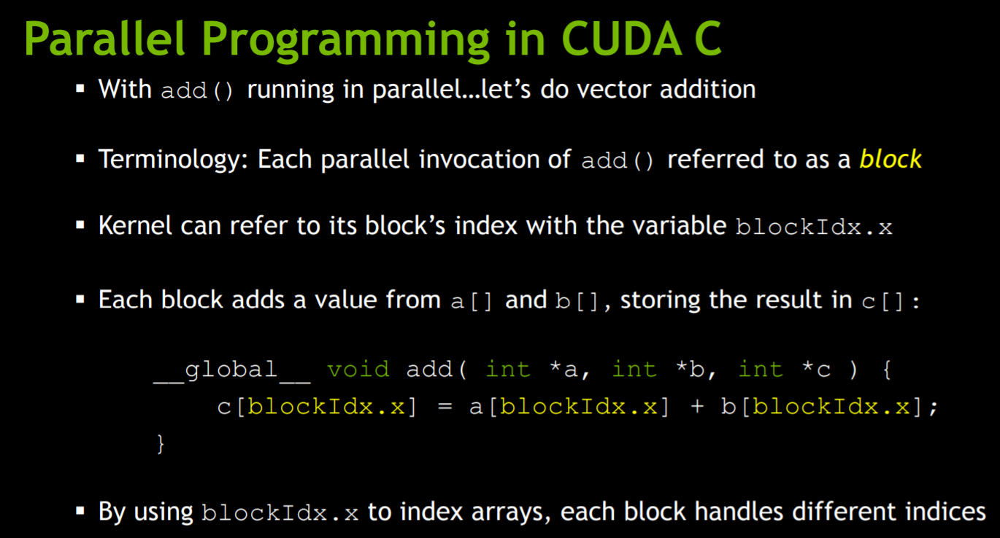 Parallel Programming in CUDA C
▪ With add() running in parallel…let’s do vector addition
▪ Terminology: Each parallel invocation of add() referred to as a block
▪ Kernel can refer to its block’s index with the variable blockIdx.x
▪ Each block adds a value from a[] and b[], storing the result in c[]:
__global__ void add( int *a, int *b, int *c ) {
c[blockIdx.x] = a[blockIdx.x] + b[blockIdx.x];
}
▪ By using blockIdx.x to index arrays, each block handles different indices